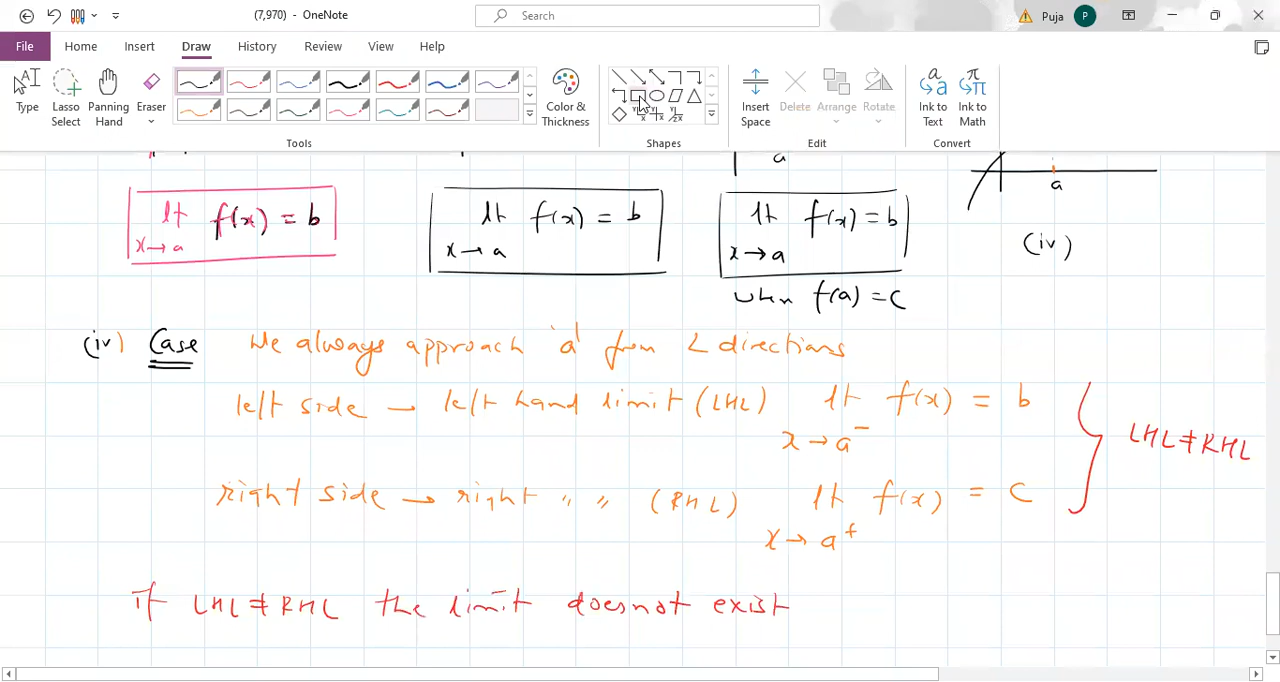 (7,970) - OneNote
Search
Puja P
File Home Insert Draw History Review View Help
Type Lasso Select Panning Hand Eraser Color & Thickness Insert Space Delete Arrange Rotate Ink to Text Ink to Math
Tools Shapes Edit Convert
a
a
lt f(x) = b
x→a
lt f(x) = b
x→a
lt f(x) = b
x→a
(iv)
when f(a) = c
(iv) Case We always approach 'a' from 2 directions
left side → left hand limit (LHL) lt f(x) = b
x→a⁻
LHL ≠ RHL
right side → right " " (RHL) lt f(x) = c
x→a⁺
If LHL ≠ RHL the limit doesnot exist